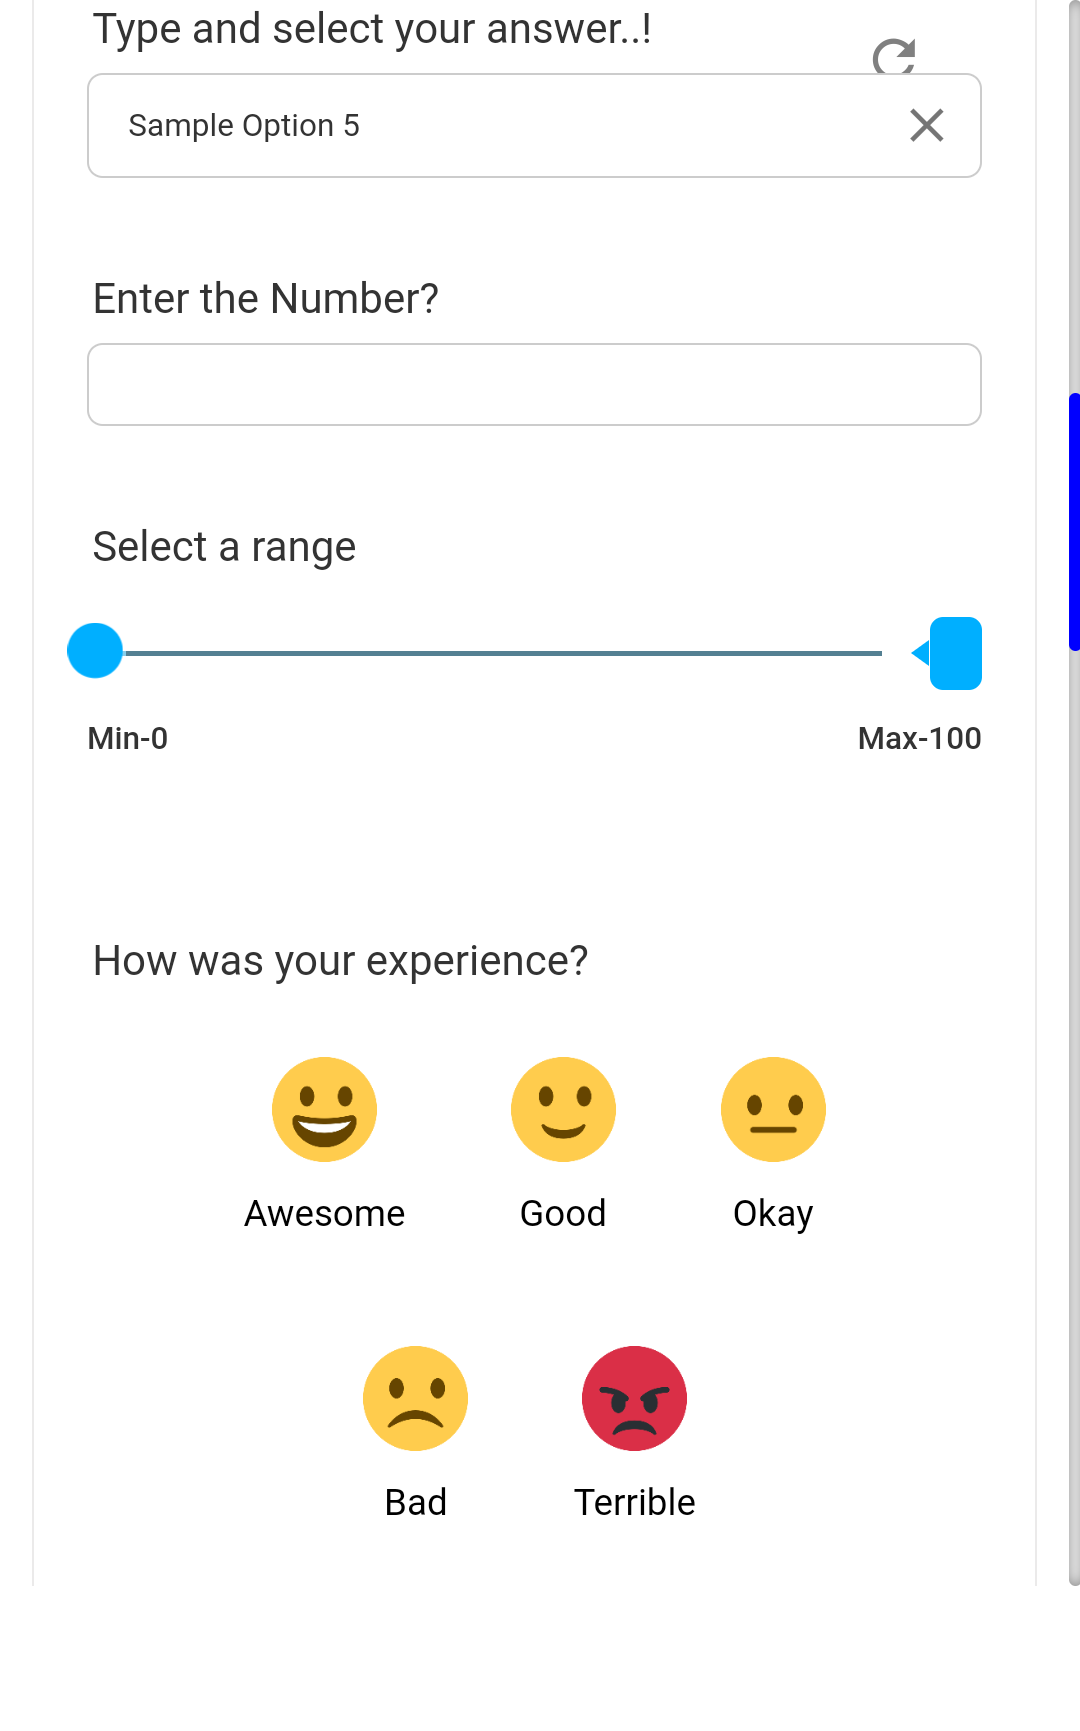 Type and select your answer..!
Sample Option 5
Enter the Number?
Select a range
Min-0 Max-100
How was your experience?
Awesome Good Okay
Bad Terrible